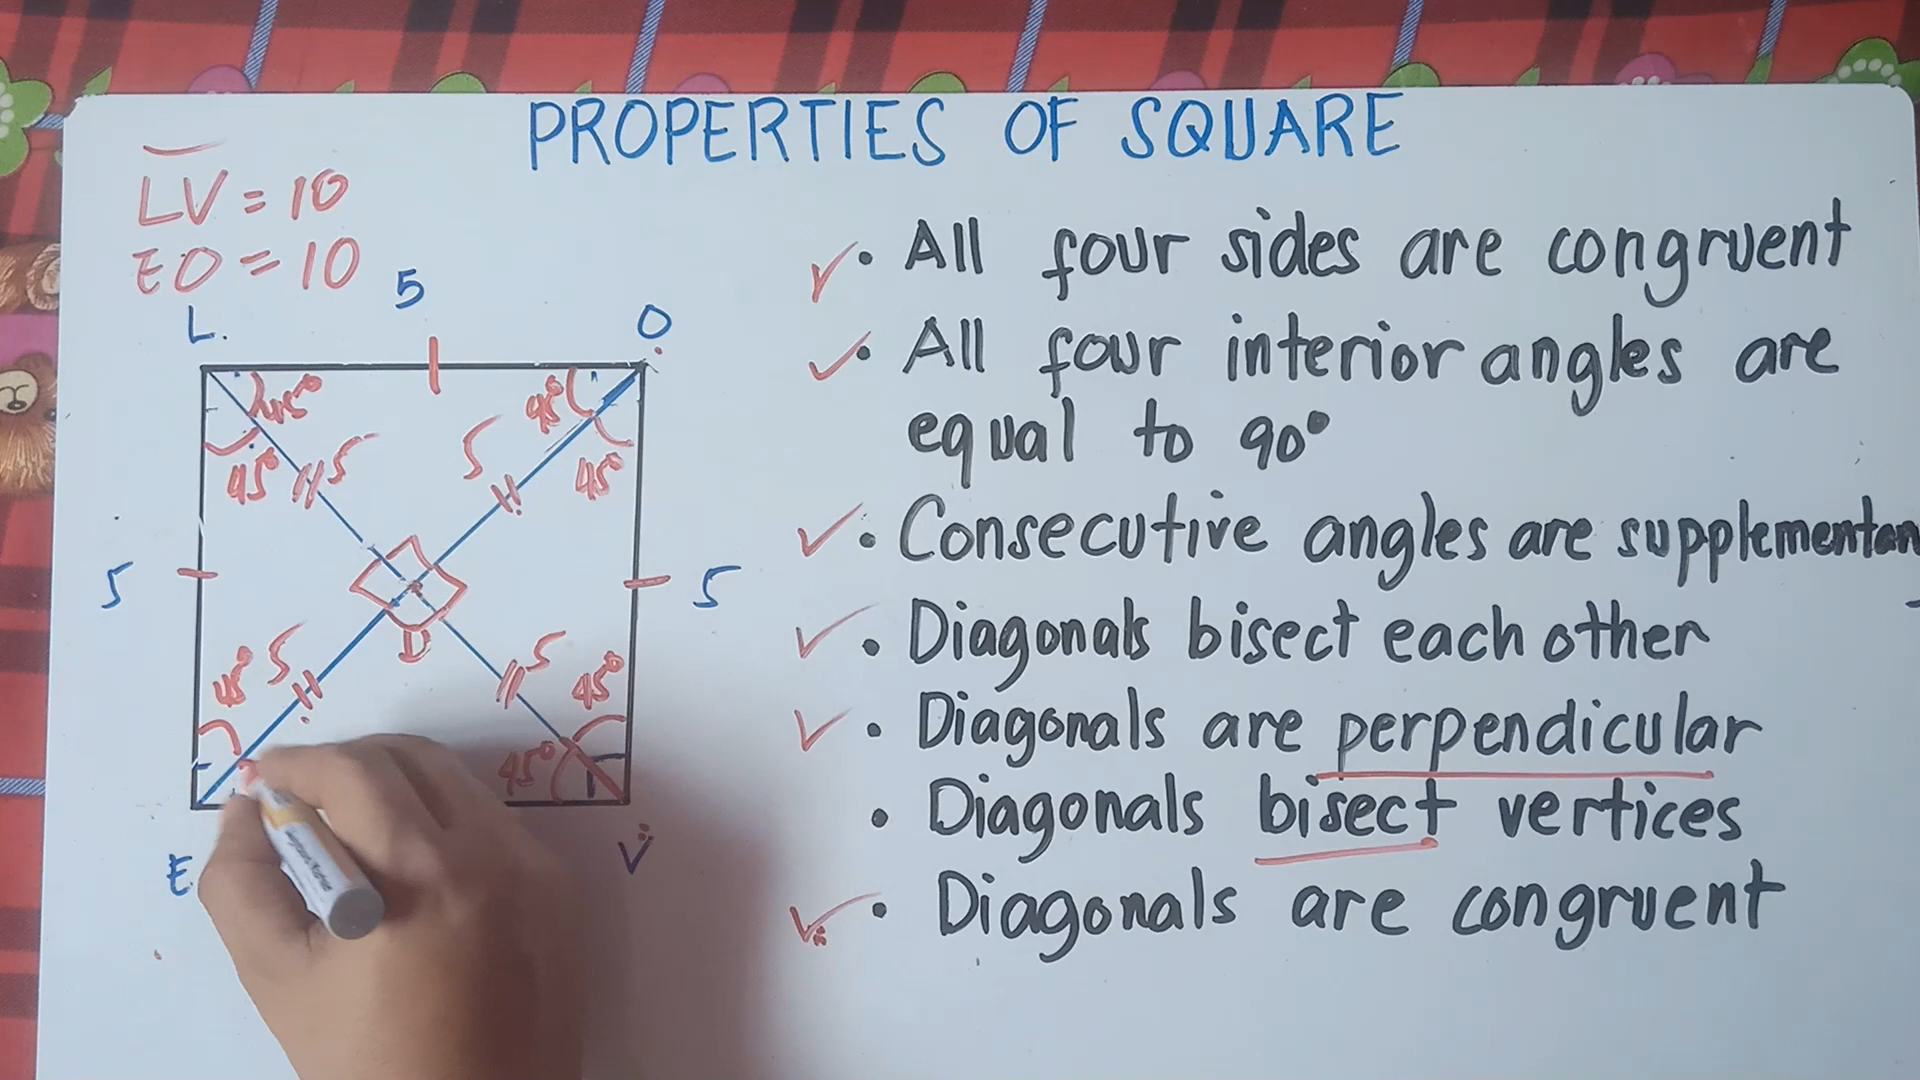 PROPERTIES OF SQUARE
LV = 10
EO = 10
5
L
O
45° 45°
45° 5 5 45°
5 5
D
45° 5 5 45°
45°
E
V
• All four sides are congruent
• All four interior angles are
equal to 90°
• Consecutive angles are supplementary
• Diagonals bisect each other
• Diagonals are perpendicular
• Diagonals bisect vertices
• Diagonals are congruent